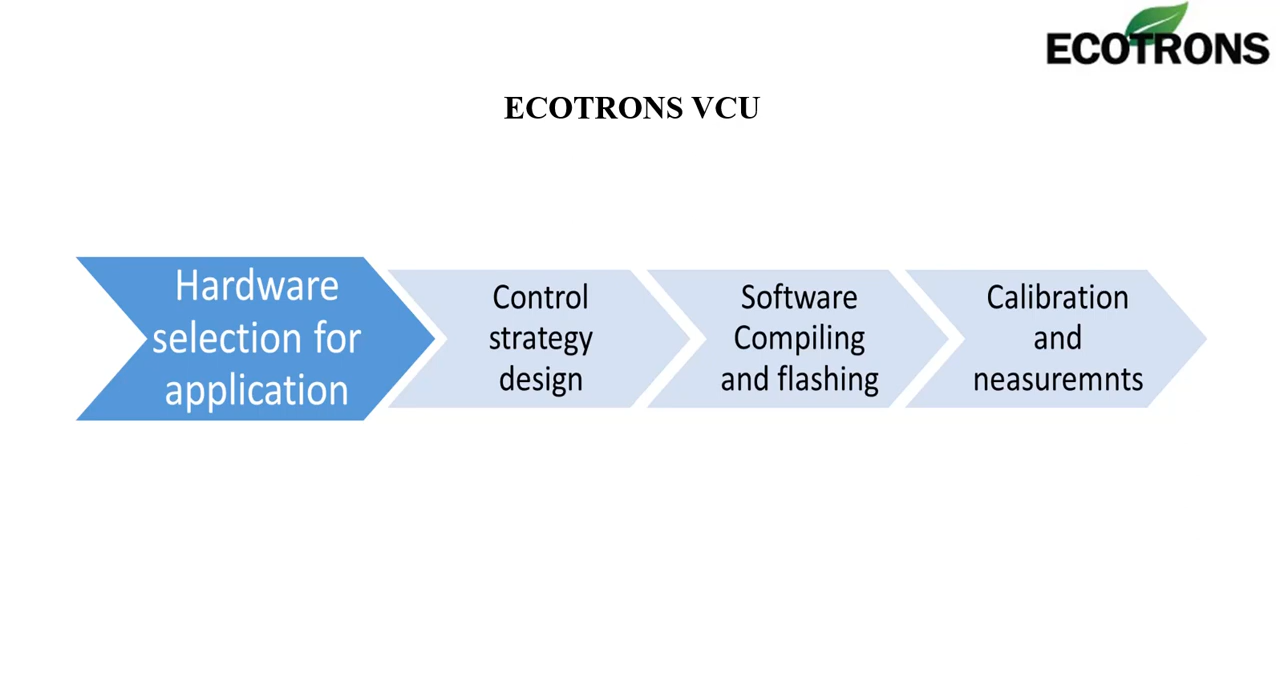 ECOTRONS
ECOTRONS VCU
Hardware
selection for
application
Control
strategy
design
Software
Compiling
and flashing
Calibration
and
neasuremnts